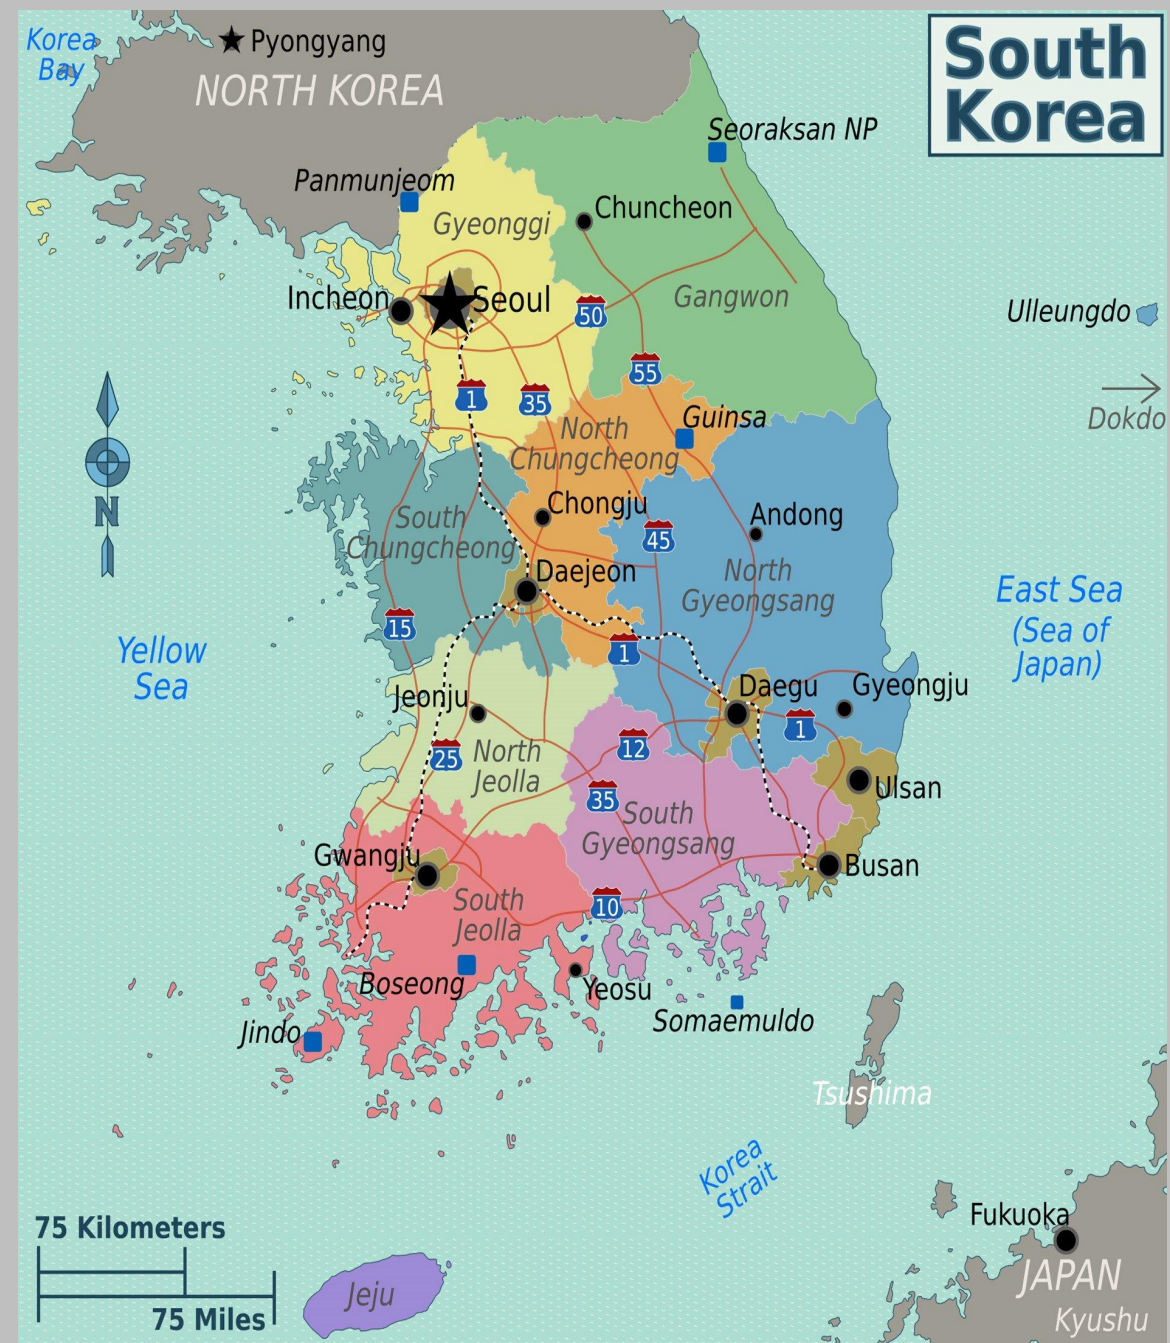 Korea
Bay
Pyongyang
NORTH KOREA
South
Korea
Seoraksan NP
Panmunjeom
Gyeonggi
Chuncheon
Incheon
Seoul
Gangwon
50
Ulleungdo
55
1
35
Dokdo
Guinsa
North
Chungcheong
N
Chongju
South
Chungcheong
45
Andong
Daejeon
North
Gyeongsang
East Sea
(Sea of
Japan)
15
1
Yellow
Sea
Jeonju
Daegu
Gyeongju
25
North
Jeolla
12
1
35
Ulsan
South
Gyeongsang
Gwangju
Busan
South
Jeolla
10
Boseong
Yeosu
Somaemuldo
Jindo
Tsushima
Korea
Strait
75 Kilometers
75 Miles
Jeju
Fukuoka
JAPAN
Kyushu